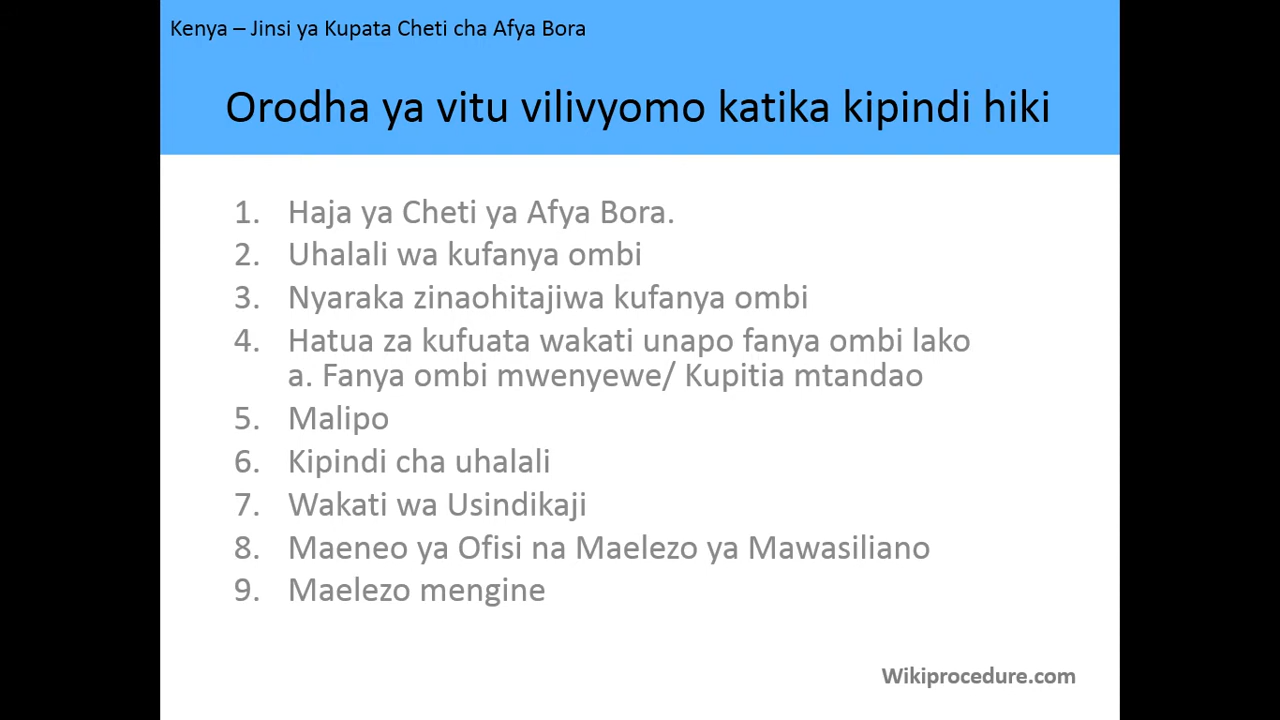 Kenya – Jinsi ya Kupata Cheti cha Afya Bora
Orodha ya vitu vilivyomo katika kipindi hiki
1. Haja ya Cheti ya Afya Bora.
2. Uhalali wa kufanya ombi
3. Nyaraka zinaohitajiwa kufanya ombi
4. Hatua za kufuata wakati unapo fanya ombi lako
a. Fanya ombi mwenyewe/ Kupitia mtandao
5. Malipo
6. Kipindi cha uhalali
7. Wakati wa Usindikaji
8. Maeneo ya Ofisi na Maelezo ya Mawasiliano
9. Maelezo mengine
Wikiprocedure.com